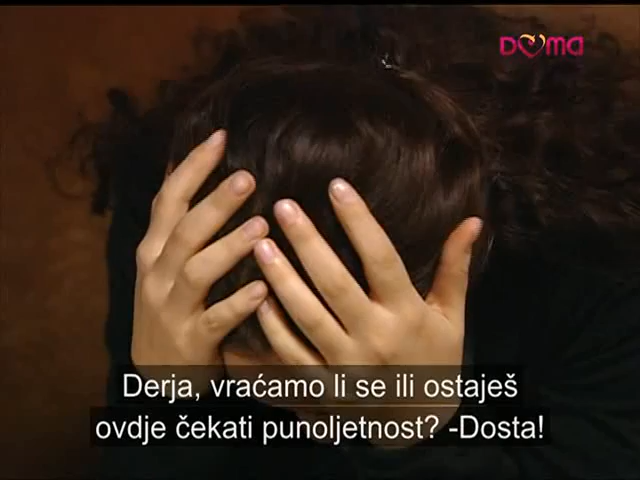 DOMA
Derja, vraćamo li se ili ostaješ
ovdje čekati punoljetnost? -Dosta!